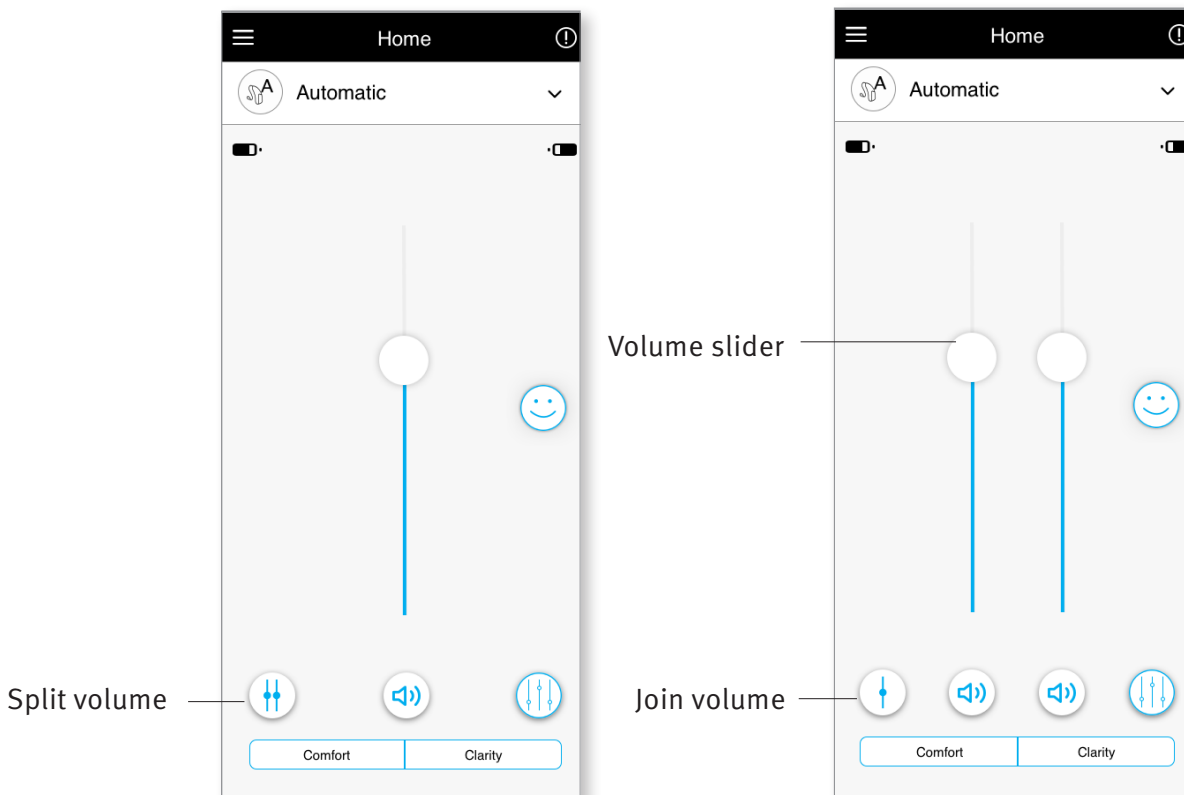 Home
A
Automatic
Split volume
Comfort
Clarity
Home
A
Automatic
Volume slider
Join volume
Comfort
Clarity